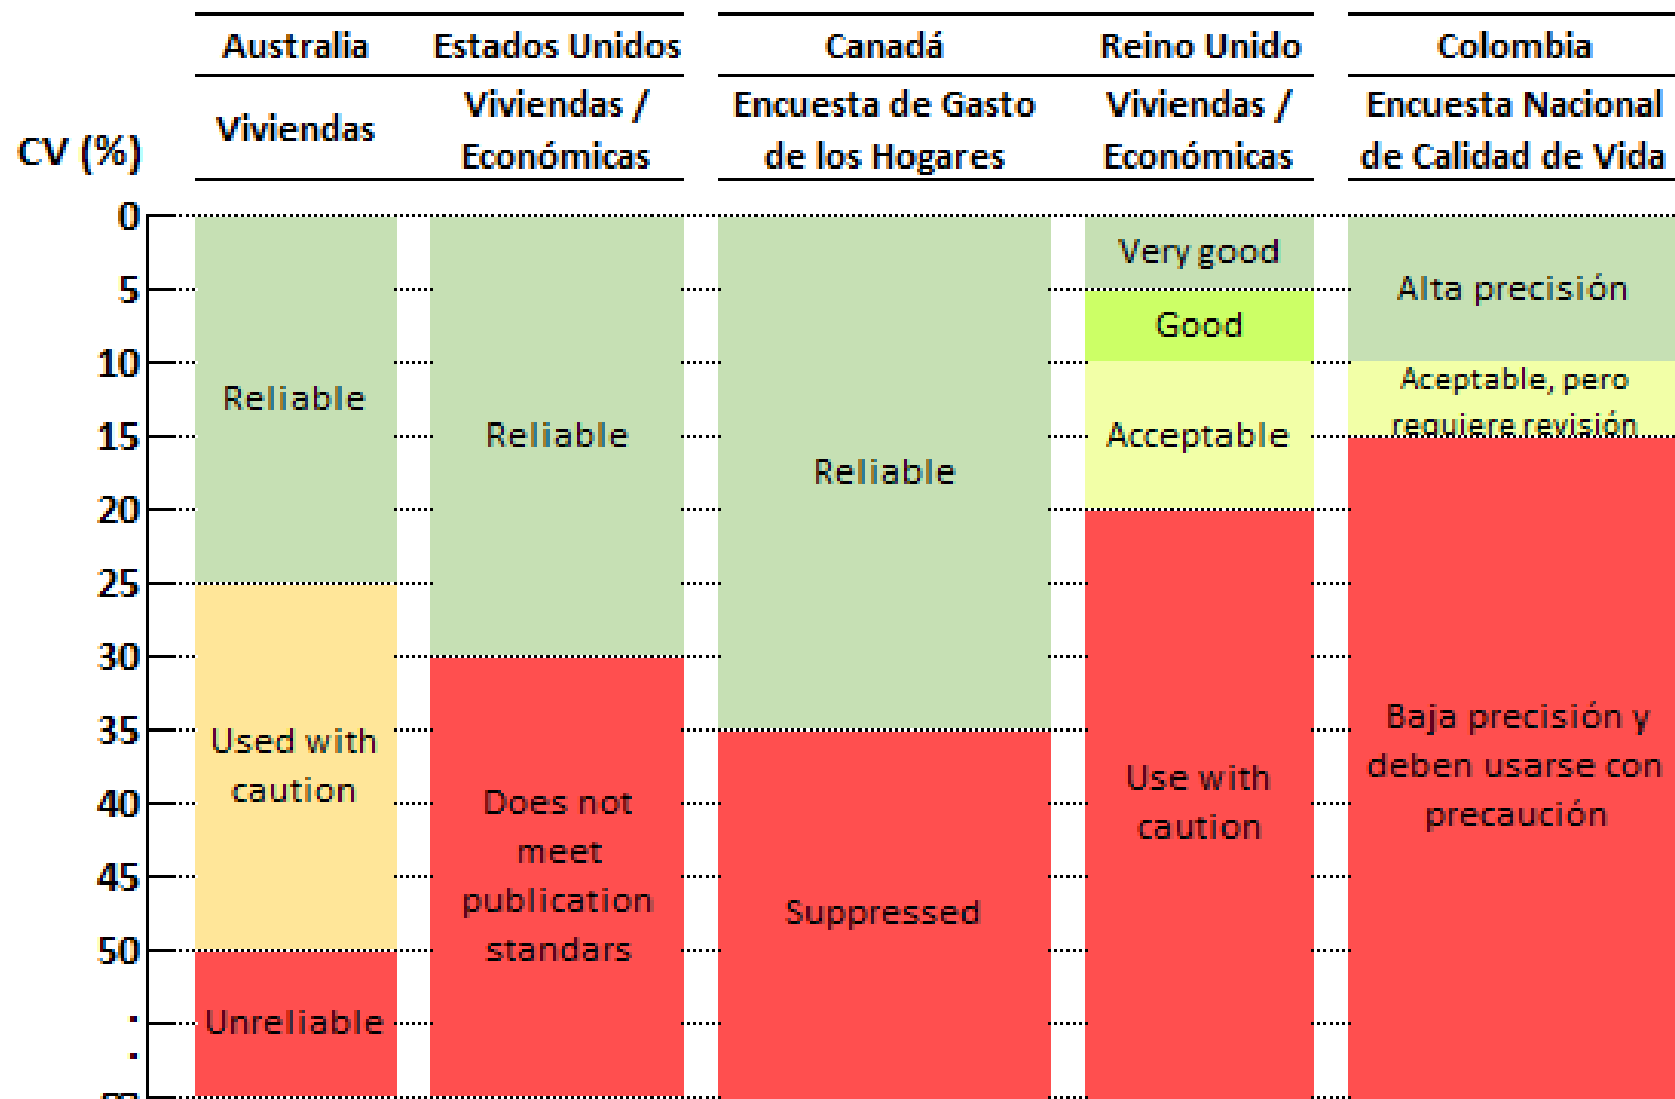 Australia
Estados Unidos
Canadá
Reino Unido
Colombia
CV (%)
Viviendas
Viviendas /
Económicas
Encuesta de Gasto
de los Hogares
Viviendas /
Económicas
Encuesta Nacional
de Calidad de Vida
0
5
10
15
20
25
30
35
40
45
50
.
.
Reliable
Used with
caution
Unreliable
Reliable
Does not
meet
publication
standars
Reliable
Suppressed
Very good
Good
Acceptable
Use with
caution
Alta precisión
Aceptable, pero
requiere revisión
Baja precisión y
deben usarse con
precaución